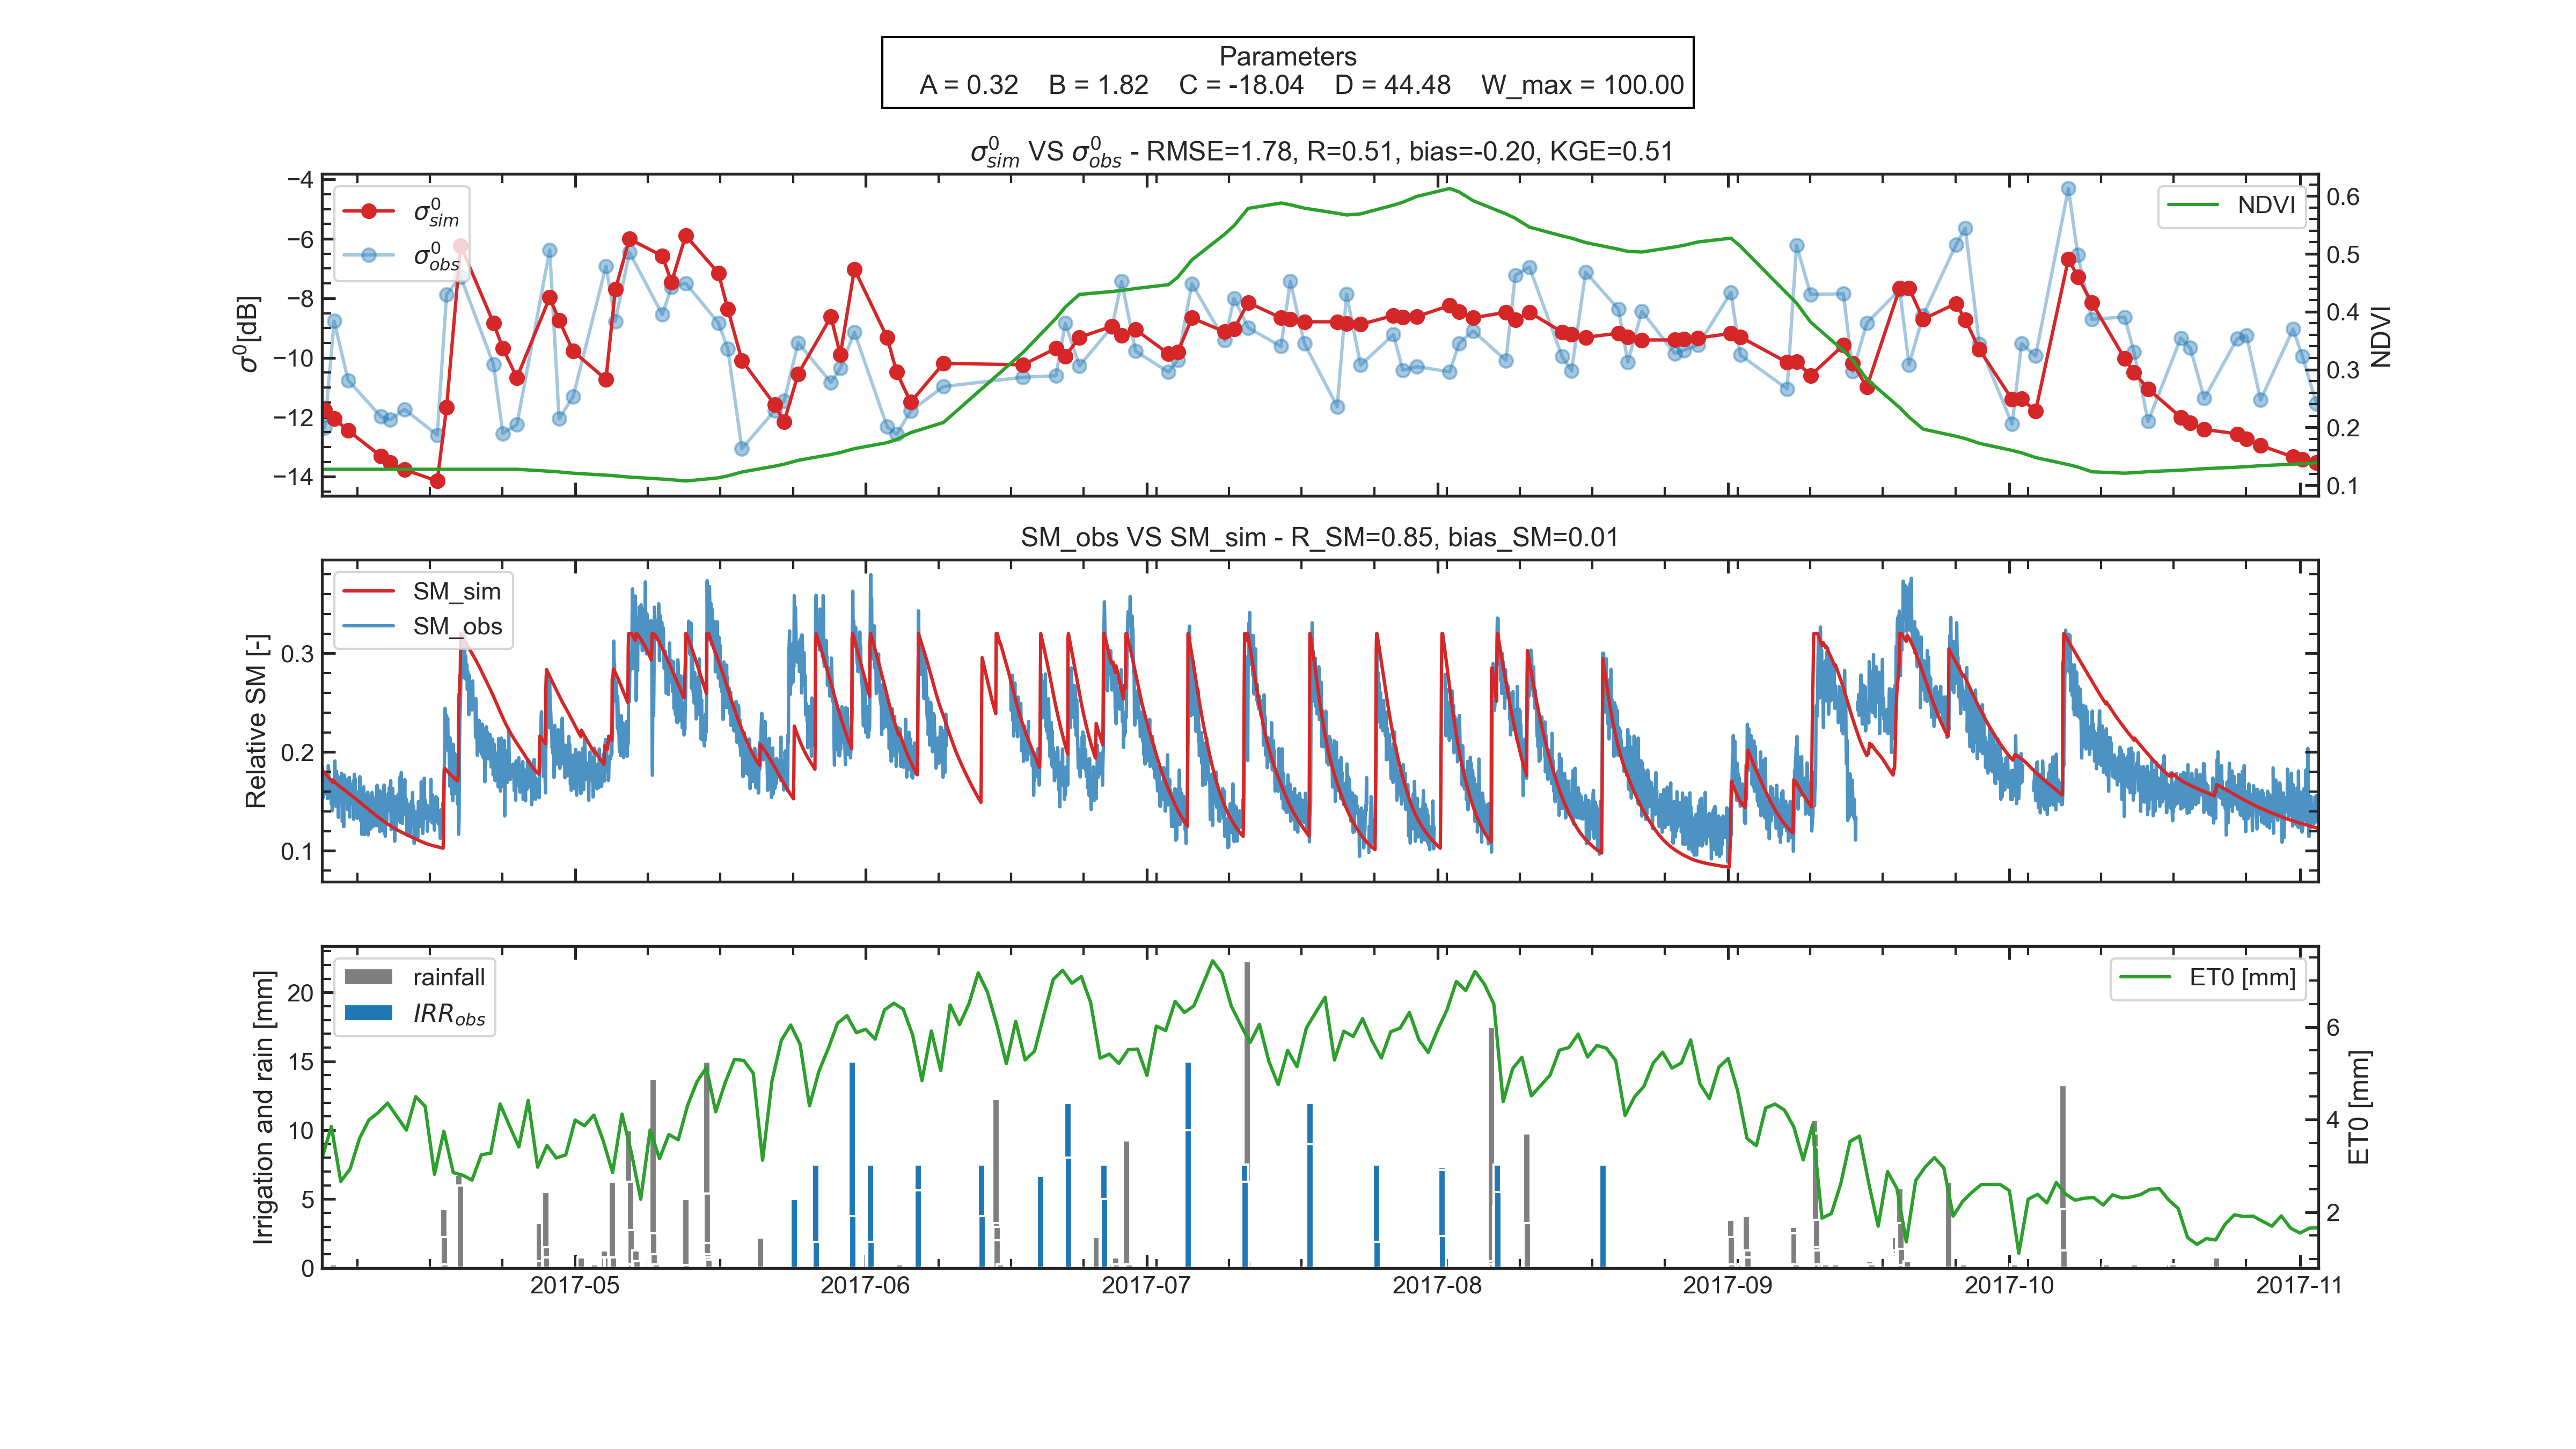 Parameters
A = 0.32 B = 1.82 C = -18.04 D = 44.48 W_max = 100.00
σ⁰sim VS σ⁰obs - RMSE=1.78, R=0.51, bias=-0.20, KGE=0.51
σ⁰sim
σ⁰obs
NDVI
σ⁰[dB]
−4
−6
−8
−10
−12
−14
0.6
0.5
0.4
0.3
0.2
0.1
NDVI
SM_obs VS SM_sim - R_SM=0.85, bias_SM=0.01
SM_sim
SM_obs
Relative SM [-]
0.3
0.2
0.1
rainfall
IRRobs
ET0 [mm]
Irrigation and rain [mm]
20
15
10
5
0
6
4
2
ET0 [mm]
2017-05 2017-06 2017-07 2017-08 2017-09 2017-10 2017-11